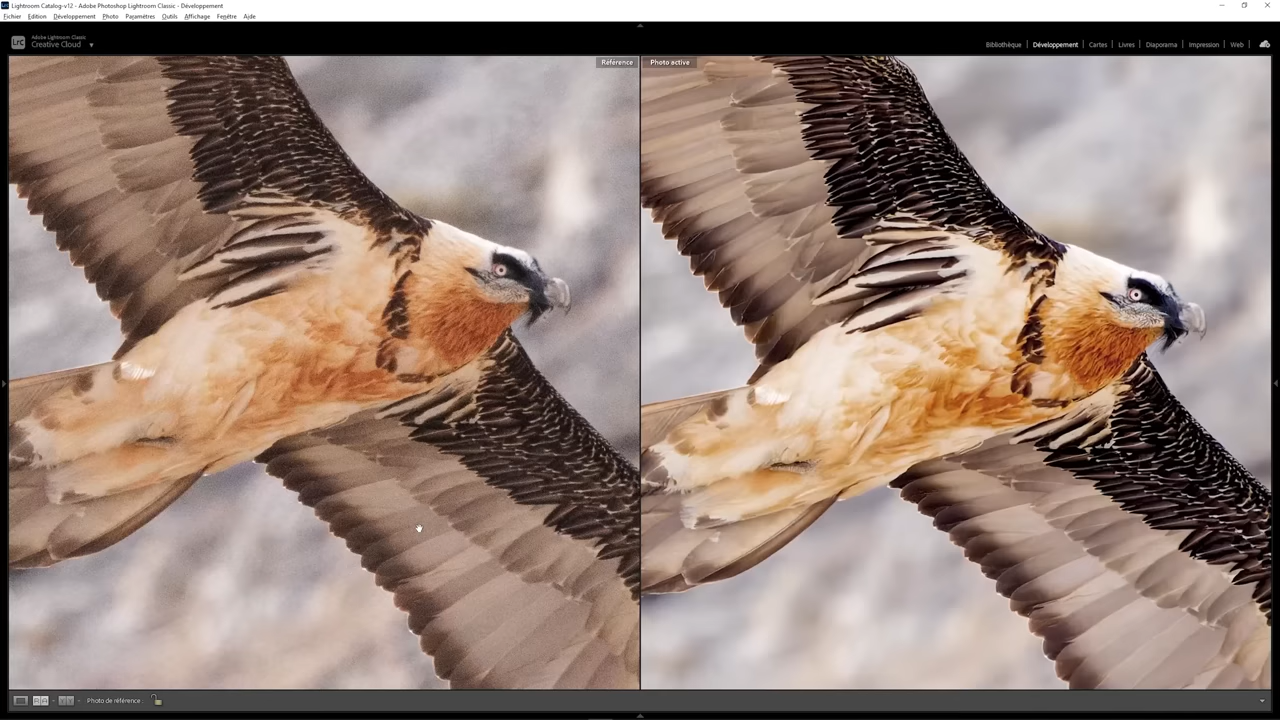 Lightroom Catalog-v12 - Adobe Photoshop Lightroom Classic - Développement
Fichier Edition Développement Photo Paramètres Outils Affichage Fenêtre Aide
LrC
Adobe Lightroom Classic
Creative Cloud
Bibliothèque | Développement | Cartes | Livres | Diaporama | Impression | Web
Référence
Photo active
R A
Y Y
Photo de référence